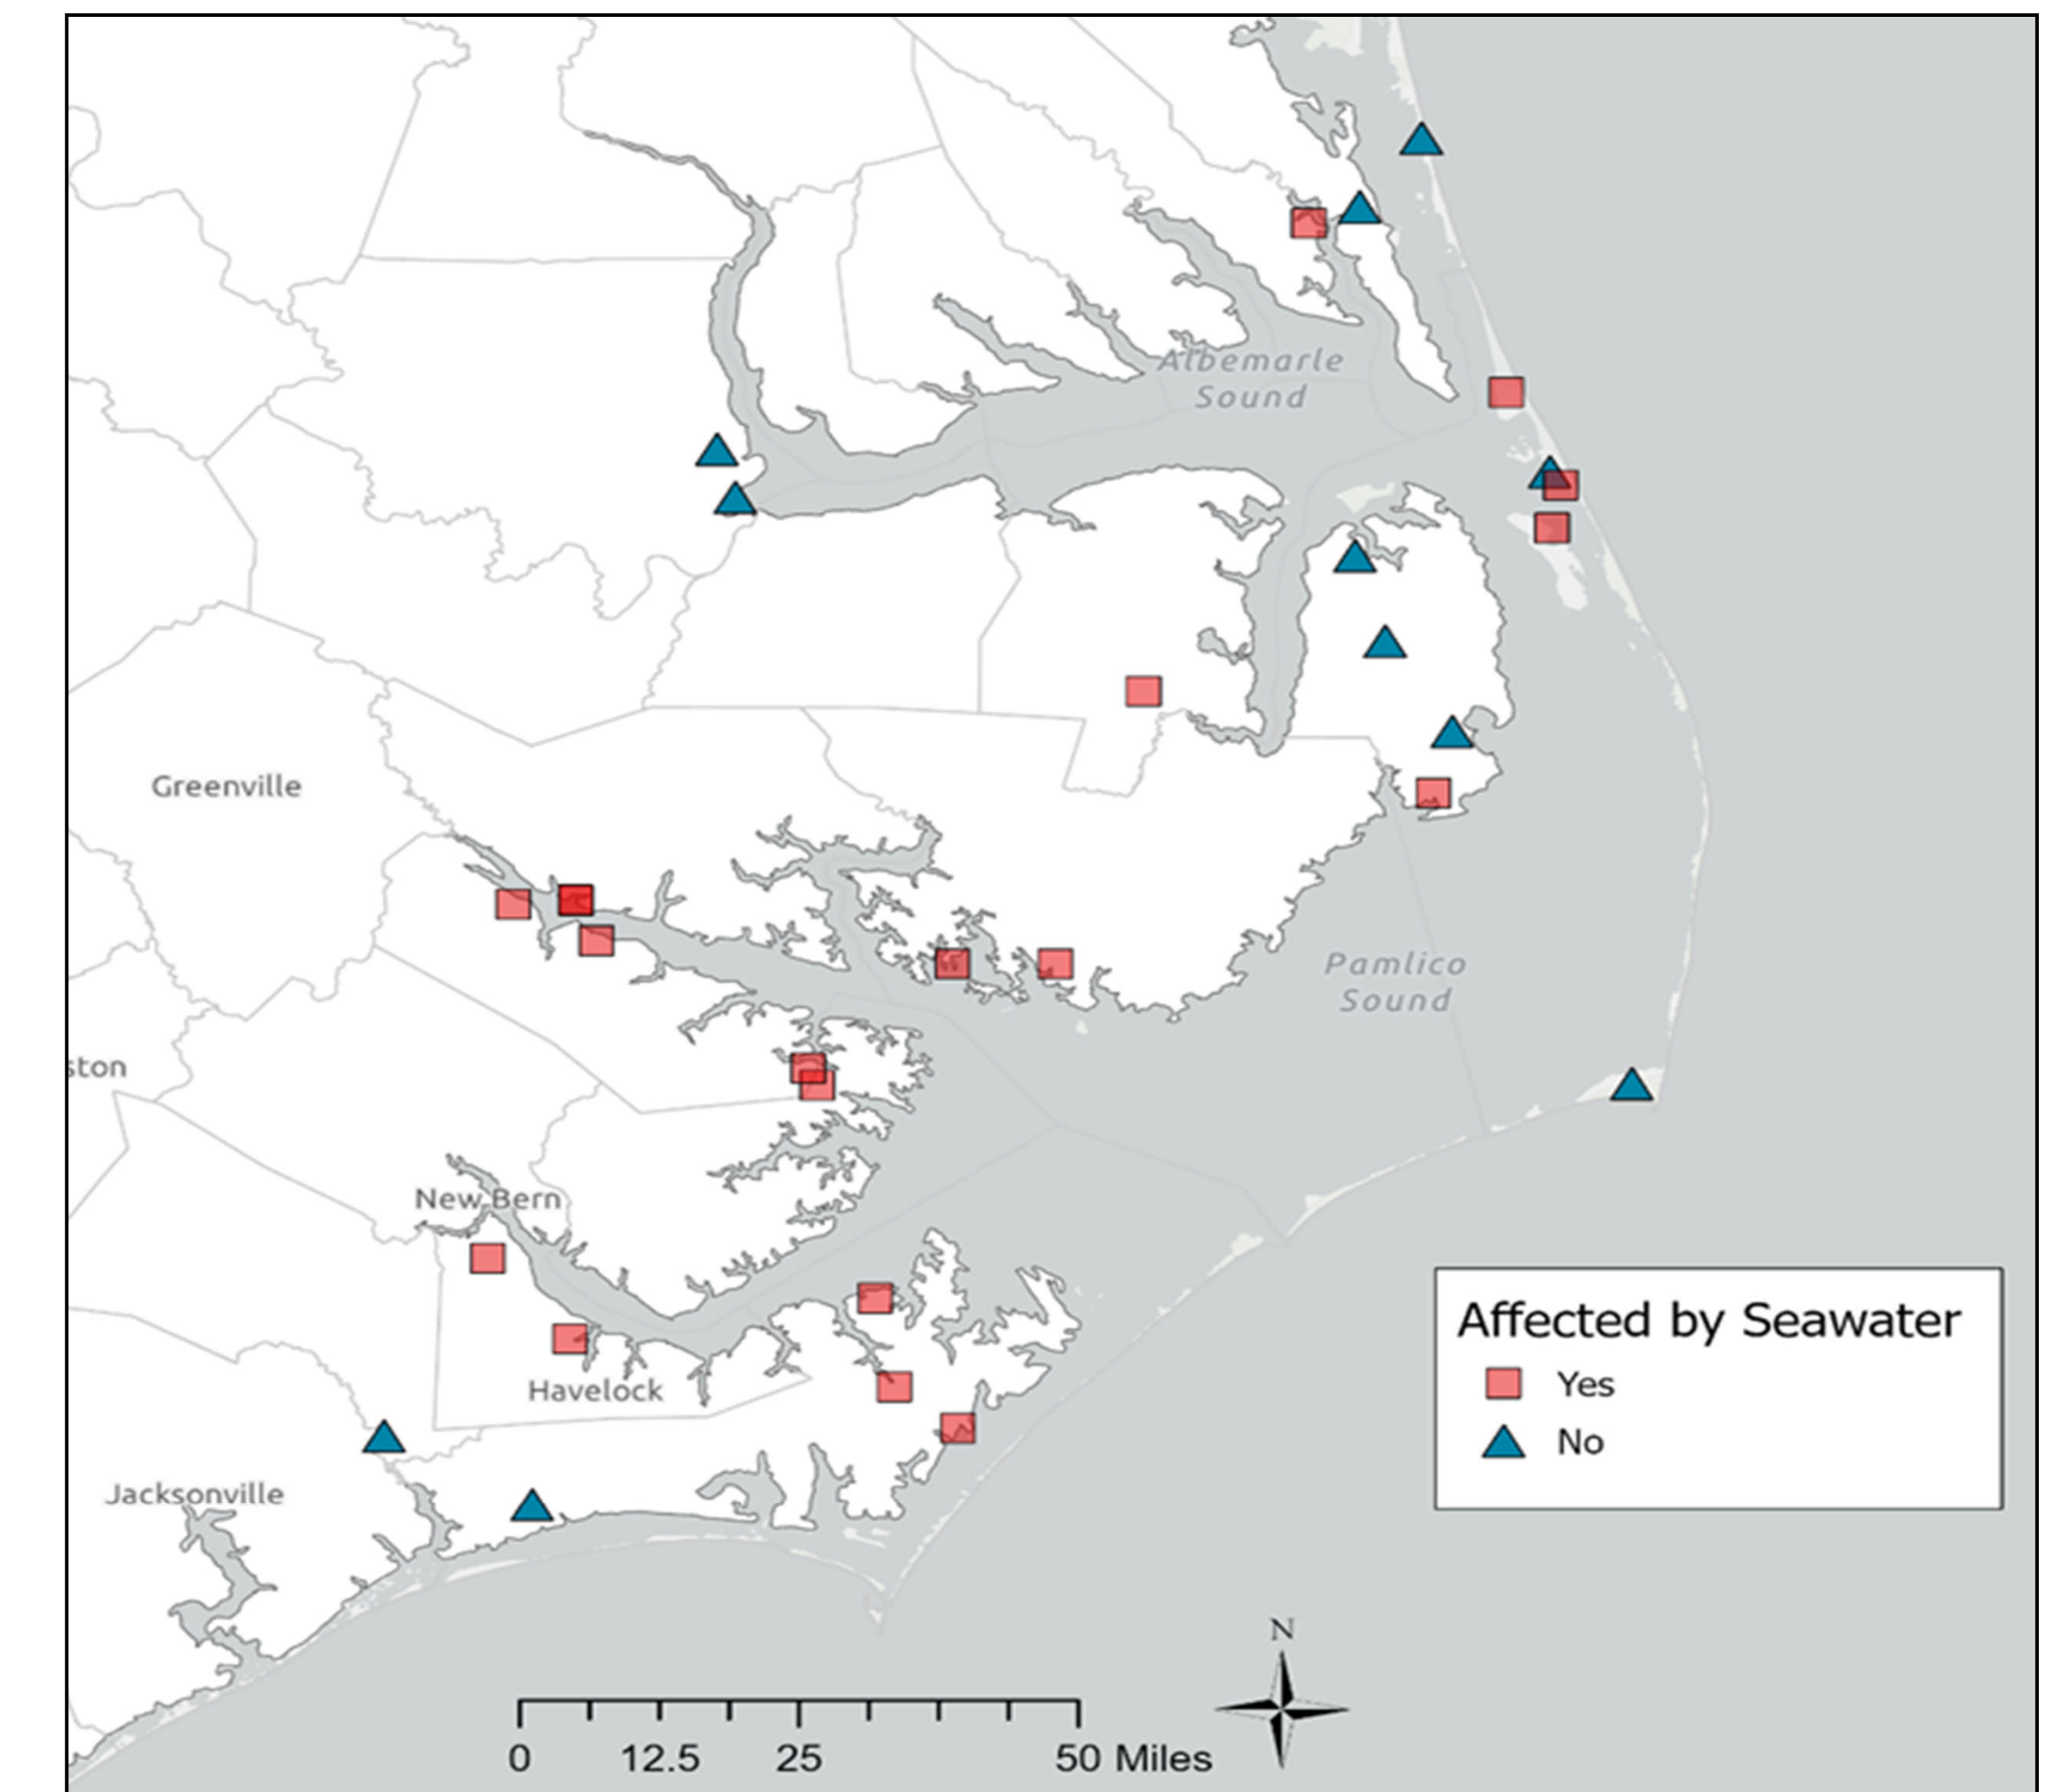 Albemarle
Sound
Greenville
Pamlico
Sound
ston
New Bern
Havelock
Jacksonville
Affected by Seawater
Yes
No
N
0 12.5 25 50 Miles